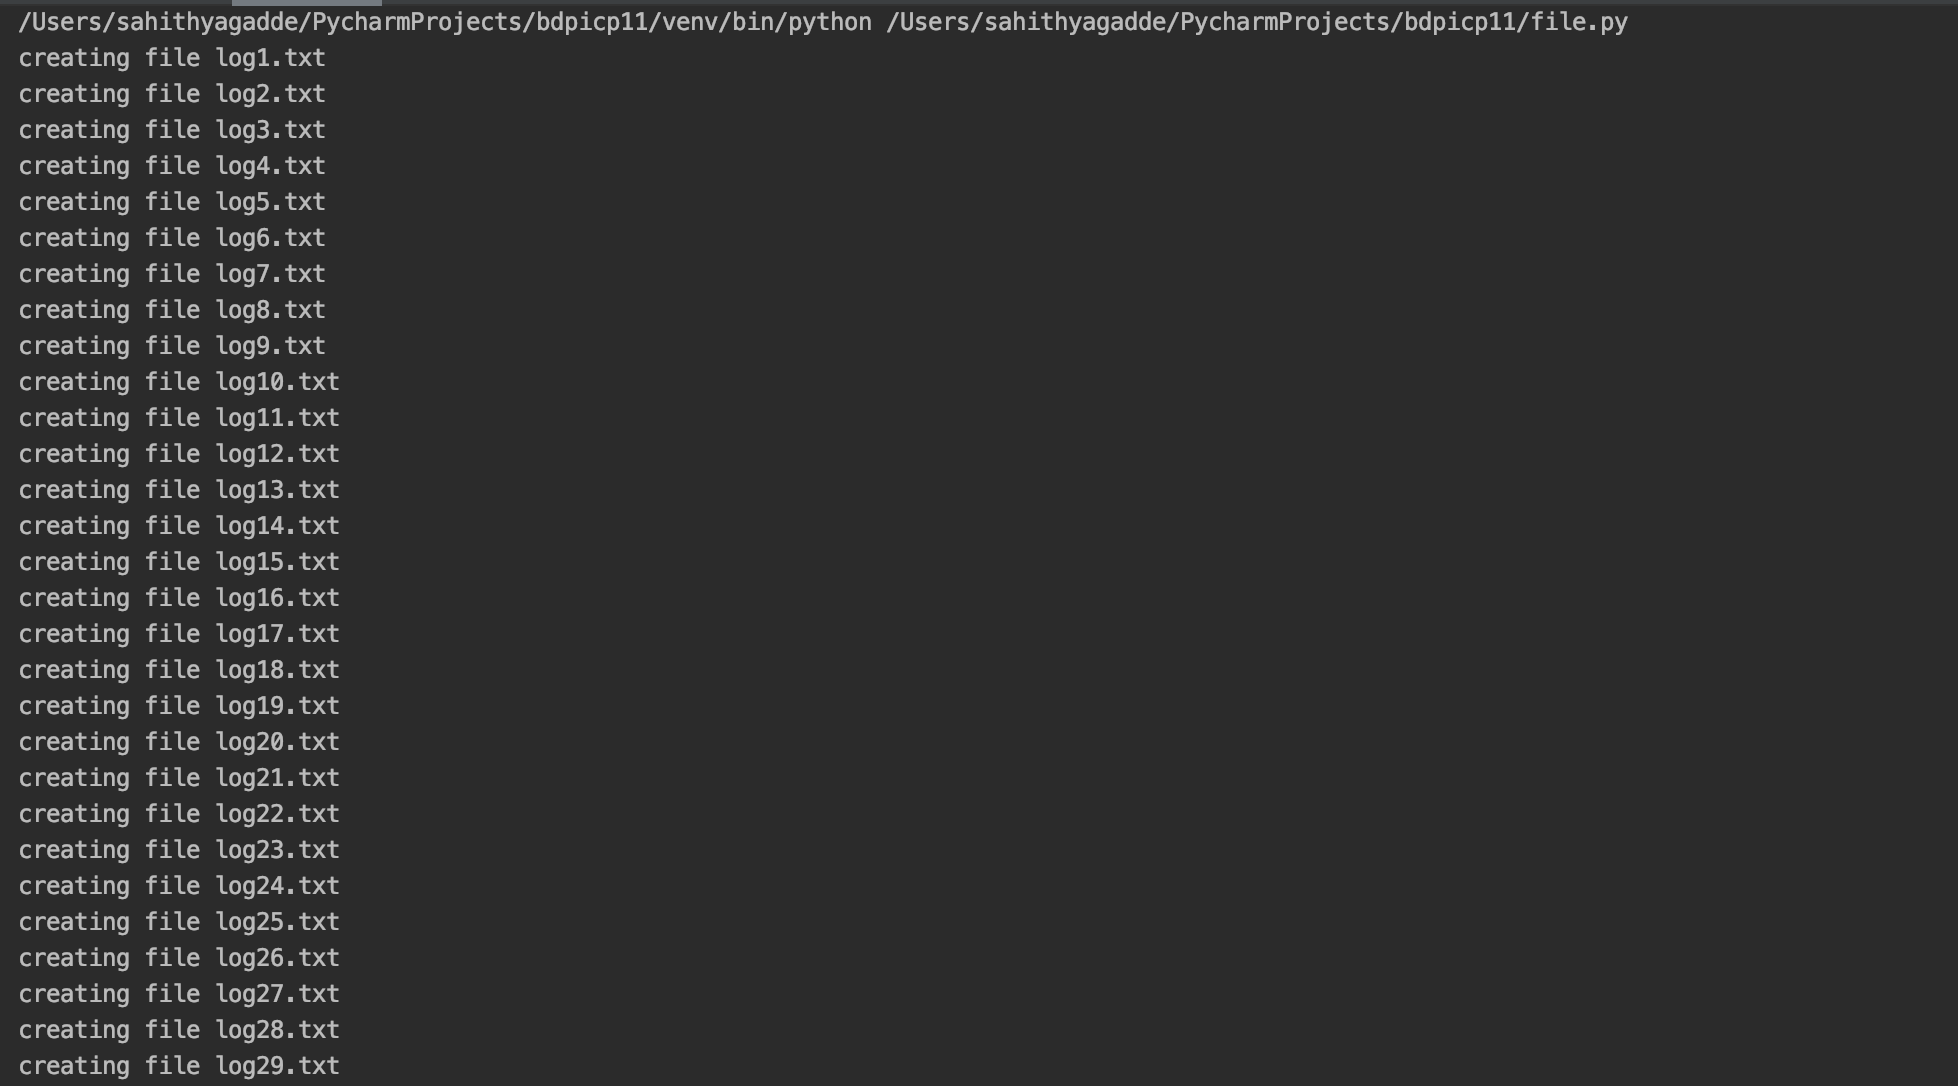 /Users/sahithyagadde/PycharmProjects/bdpicp11/venv/bin/python /Users/sahithyagadde/PycharmProjects/bdpicp11/file.py
creating file log1.txt
creating file log2.txt
creating file log3.txt
creating file log4.txt
creating file log5.txt
creating file log6.txt
creating file log7.txt
creating file log8.txt
creating file log9.txt
creating file log10.txt
creating file log11.txt
creating file log12.txt
creating file log13.txt
creating file log14.txt
creating file log15.txt
creating file log16.txt
creating file log17.txt
creating file log18.txt
creating file log19.txt
creating file log20.txt
creating file log21.txt
creating file log22.txt
creating file log23.txt
creating file log24.txt
creating file log25.txt
creating file log26.txt
creating file log27.txt
creating file log28.txt
creating file log29.txt